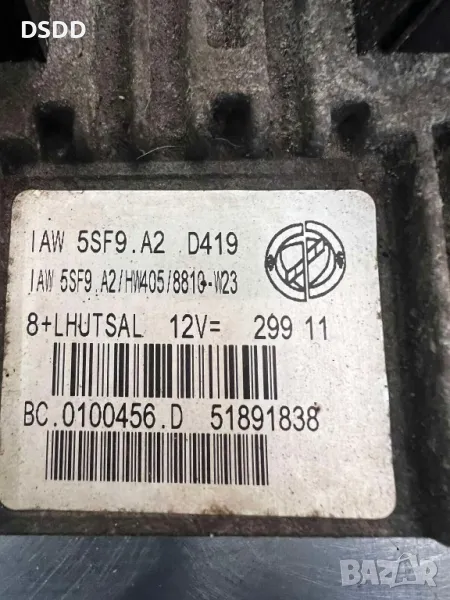 DSDD
IAW 5SF9.A2 D419
IAW 5SF9.A2/HW405/8810-W23
8+LHUTSAL 12V= 299 11
BC.0100456.D 51891838
BAZAR